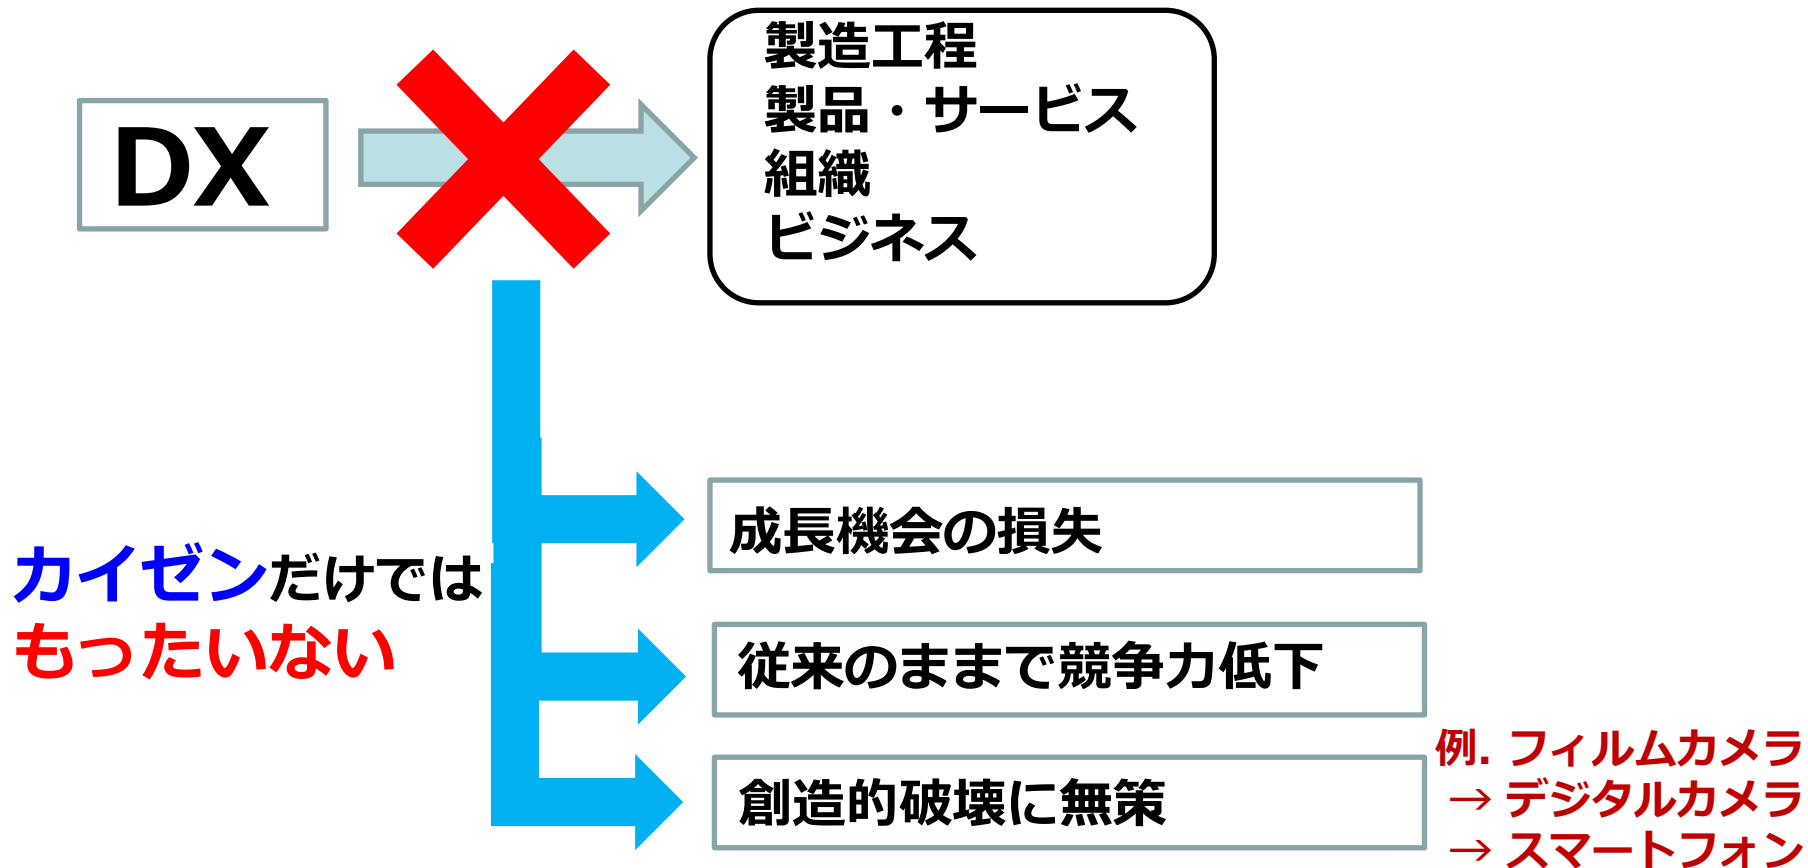 DX
製造工程
製品・サービス
組織
ビジネス
カイゼンだけでは
もったいない
成長機会の損失
従来のままで競争力低下
創造的破壊に無策
例. フィルムカメラ
→ デジタルカメラ
→ スマートフォン